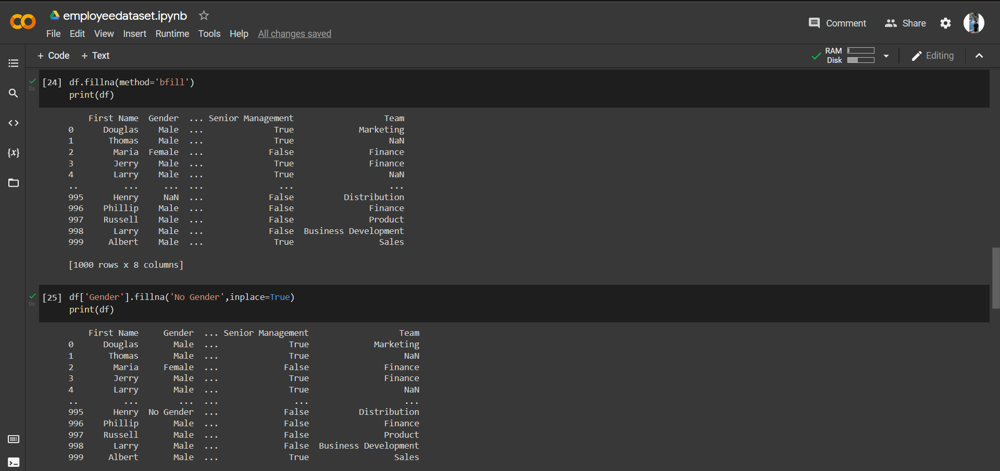 employeedataset.ipynb
File Edit View Insert Runtime Tools Help All changes saved
Comment Share
+ Code + Text
RAM
Disk
Editing
[24] df.fillna(method='bfill')
print(df)
0s
First Name Gender ... Senior Management Team
0 Douglas Male ... True Marketing
1 Thomas Male ... True NaN
2 Maria Female ... False Finance
3 Jerry Male ... True Finance
4 Larry Male ... True NaN
.. ... ... ... ... ...
995 Henry NaN ... False Distribution
996 Phillip Male ... False Finance
997 Russell Male ... False Product
998 Larry Male ... False Business Development
999 Albert Male ... True Sales
[1000 rows x 8 columns]
[25] df['Gender'].fillna('No Gender',inplace=True)
print(df)
0s
First Name Gender ... Senior Management Team
0 Douglas Male ... True Marketing
1 Thomas Male ... True NaN
2 Maria Female ... False Finance
3 Jerry Male ... True Finance
4 Larry Male ... True NaN
.. ... ... ... ... ...
995 Henry No Gender ... False Distribution
996 Phillip Male ... False Finance
997 Russell Male ... False Product
998 Larry Male ... False Business Development
999 Albert Male ... True Sales